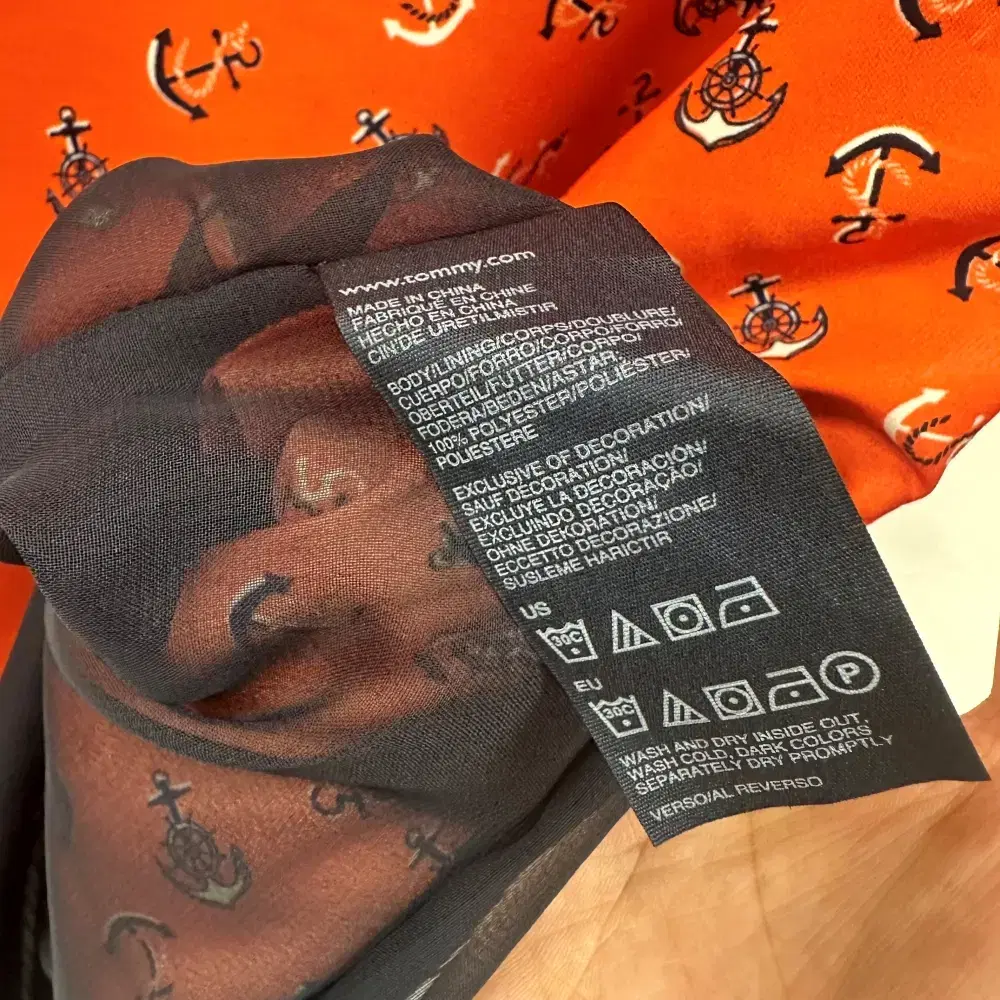 www.tommy.com
MADE IN CHINA
FABRIQUÉ EN CHINE
HECHO EN CHINA
CIN'DE URETILMISTIR
BODY/LINING/CORPS/DOUBLURE/
CUERPO/FORRO/CORPO/FORRO/
OBERTEIL/FUTTER/CORPO/
FODERA/BEDEN/ASTAR:
100% POLYESTER/POLIÉSTER/
POLIESTERE
EXCLUSIVE OF DECORATION/
SAUF DÉCORATION/
EXCLUYE LA DECORACIÓN/
EXCLUINDO DECORAÇÃO/
OHNE DEKORATION/
ECCETTO DECORAZIONE/
SUSLEME HARICTIR
US
30C
EU
30C P
WASH AND DRY INSIDE OUT,
WASH COLD, DARK COLORS
SEPARATELY DRY PROMPTLY
VERSO/AL REVERSO